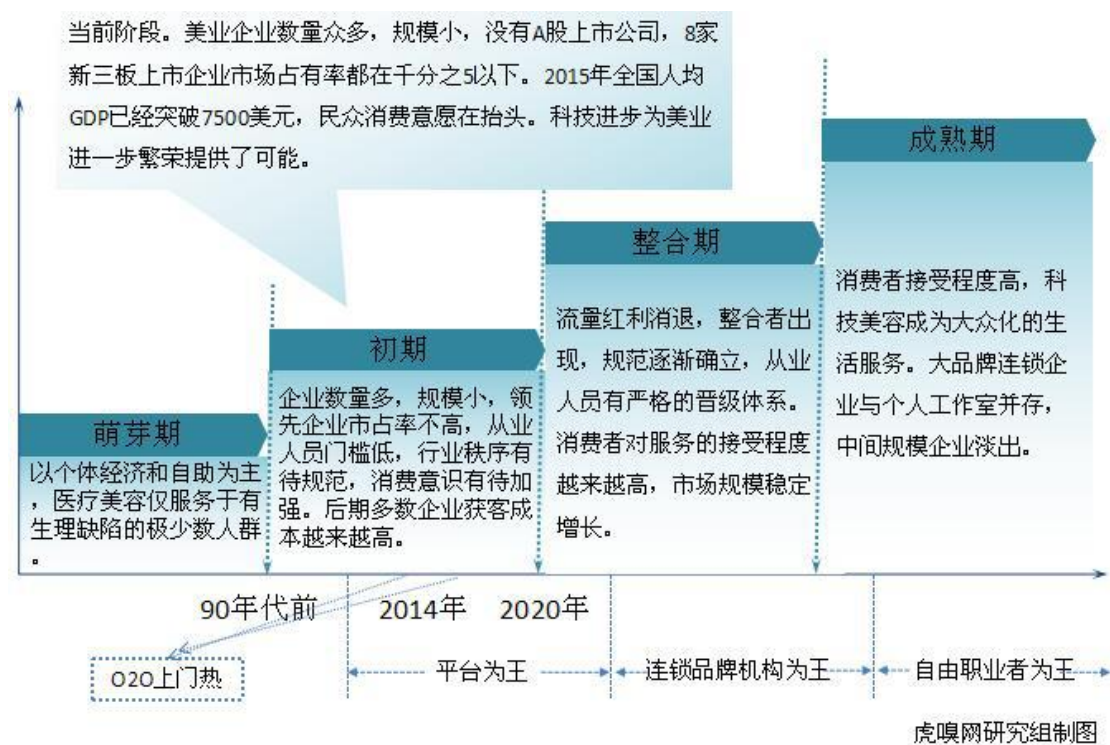 当前阶段。美业企业数量众多，规模小，没有A股上市公司，8家
新三板上市企业市场占有率都在千分之5以下。2015年全国人均
GDP已经突破7500美元，民众消费意愿在抬头。科技进步为美业
进一步繁荣提供了可能。
萌芽期
以个体经济和自助为主
，医疗美容仅服务于有
生理缺陷的极少数人群
。
初期
企业数量多，规模小，领
先企业市占率不高，从业
人员门槛低，行业秩序有
待规范，消费意识有待加
强。后期多数企业获客成
本越来越高。
整合期
流量红利消退，整合者出
现，规范逐渐确立，从业
人员有严格的晋级体系。
消费者对服务的接受程度
越来越高，市场规模稳定
增长。
成熟期
消费者接受程度高，科
技美容成为大众化的生
活服务。大品牌连锁企
业与个人工作室并存，
中间规模企业淡出。
90年代前
2014年
2020年
O2O上门热
平台为王
连锁品牌机构为王
自由职业者为王
虎嗅网研究组制图